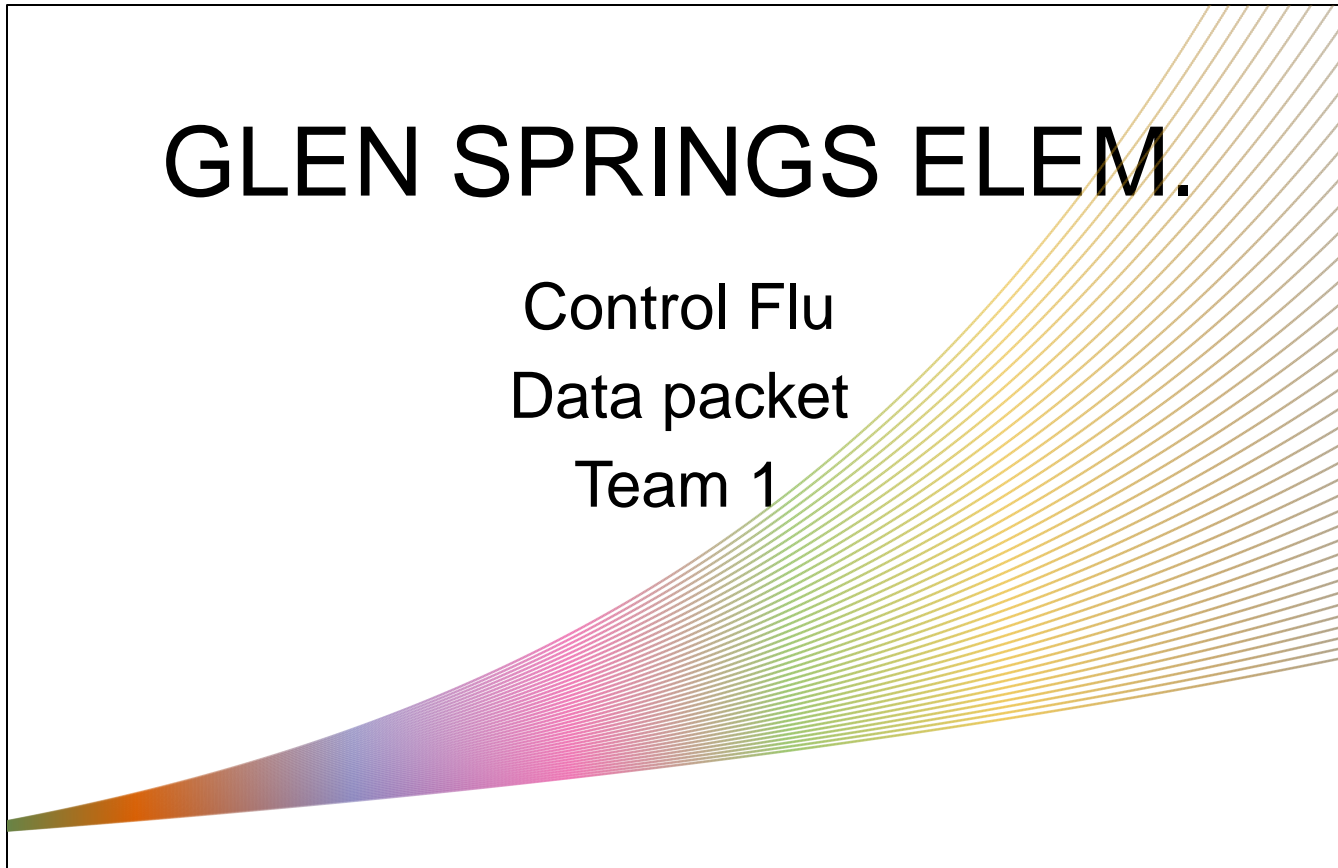 GLEN SPRINGS ELEM.
Control Flu
Data packet
Team 1